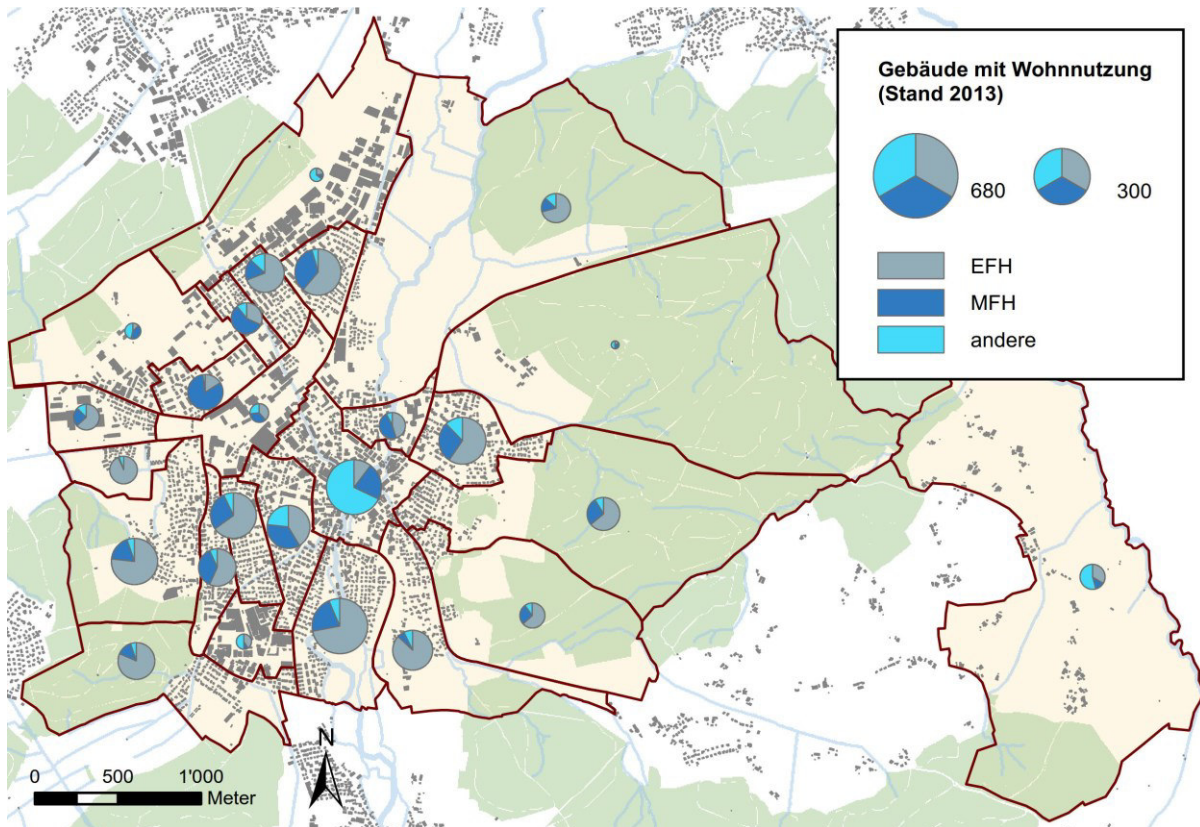 Gebäude mit Wohnnutzung
(Stand 2013)
680
300
EFH
MFH
andere
N
0 500 1'000
Meter